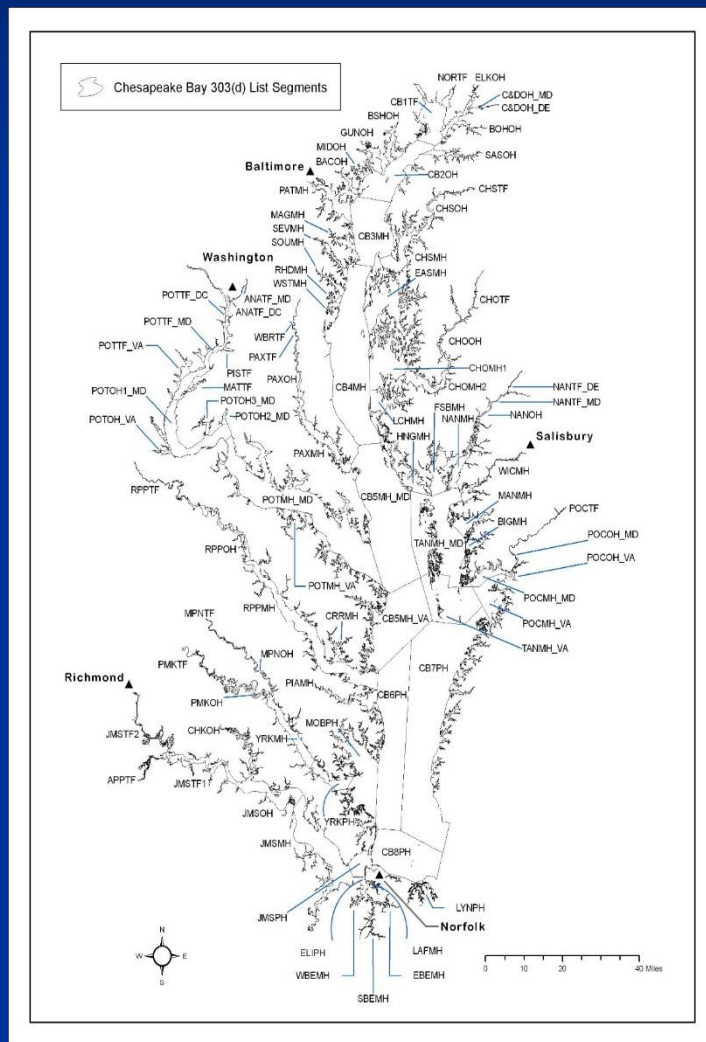 Chesapeake Bay 303(d) List Segments
NORTF
ELKOH
CB1TF
C&DOH_MD
C&DOH_DE
BSHOH
GUNOH
BOHOH
MIDOH
BACOH
SASOH
Baltimore
CB2OH
PATMH
CHSTF
CHSOH
MAGMH
SEVMH
SOUMH
CB3MH
Washington
CHSMH
EASMH
RHDMH
WSTMH
POTTF_DC
ANATF_MD
ANATF_DC
CHOTF
POTTF_MD
WBRTF
PAXTF
POTTF_VA
CHOOH
PISTF
MATTF
PAXOH
CHOMH1
POTOH1_MD
POTOH3_MD
CB4MH
CHOMH2
NANTF_DE
POTOH2_MD
NANTF_MD
POTOH_VA
LCHMH
FSBMH
NANMH
NANOH
HNGMH
Salisbury
PAXMH
WICMH
RPPTF
POTMH_MD
CB5MH_MD
MANMH
BIGMH
POCTF
TANMH_MD
POCOH_MD
RPPOH
POCOH_VA
POTMH_VA
POCMH_MD
RPPMH
CRRMH
CB5MH_VA
POCMH_VA
MPNTF
TANMH_VA
MPNOH
PMKTF
CB7PH
Richmond
PIAMH
CB6PH
PMKOH
MOBPH
CHKOH
YRKMH
JMSTF2
APPTF
JMSTF1
YRKPH
JMSOH
CB8PH
JMSMH
JMSPH
LYNPH
Norfolk
ELIPH
LAFMH
WBEMH
EBEMH
SBEMH
N
W
E
S
0
10
20
40 Miles